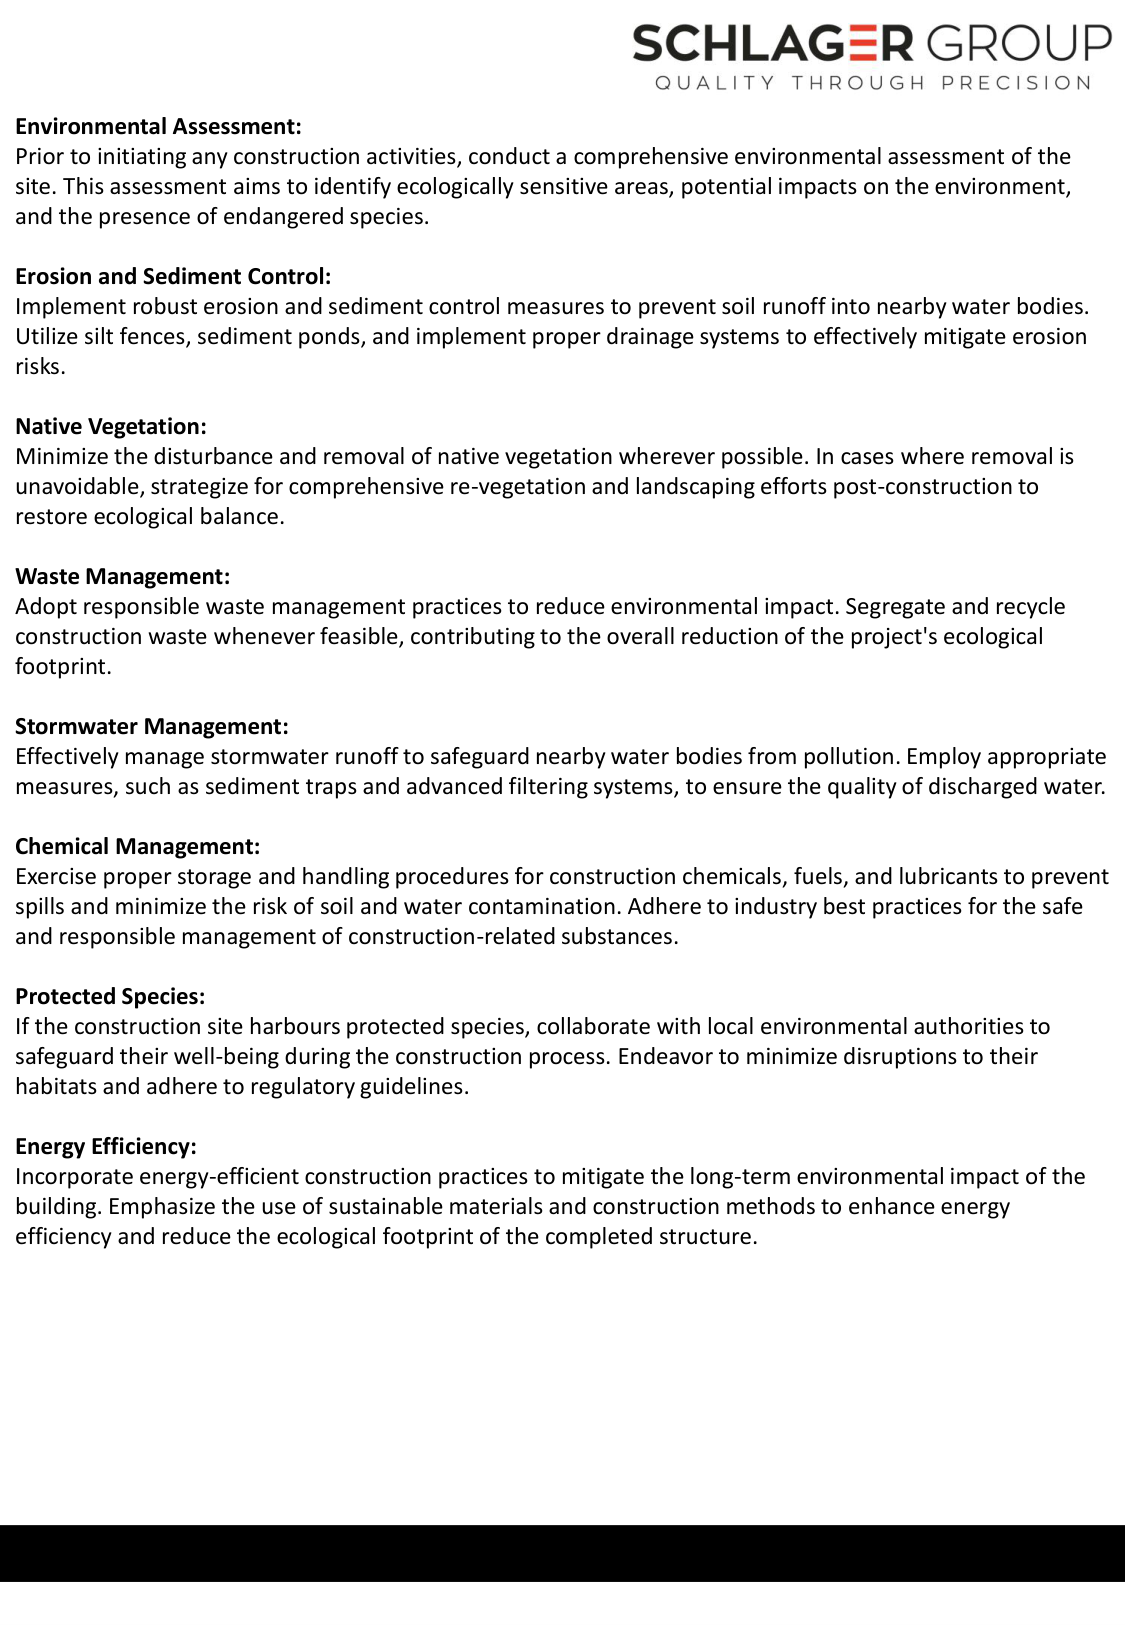 SCHLAGER GROUP
QUALITY THROUGH PRECISION
Environmental Assessment:
Prior to initiating any construction activities, conduct a comprehensive environmental assessment of the
site. This assessment aims to identify ecologically sensitive areas, potential impacts on the environment,
and the presence of endangered species.
Erosion and Sediment Control:
Implement robust erosion and sediment control measures to prevent soil runoff into nearby water bodies.
Utilize silt fences, sediment ponds, and implement proper drainage systems to effectively mitigate erosion
risks.
Native Vegetation:
Minimize the disturbance and removal of native vegetation wherever possible. In cases where removal is
unavoidable, strategize for comprehensive re-vegetation and landscaping efforts post-construction to
restore ecological balance.
Waste Management:
Adopt responsible waste management practices to reduce environmental impact. Segregate and recycle
construction waste whenever feasible, contributing to the overall reduction of the project's ecological
footprint.
Stormwater Management:
Effectively manage stormwater runoff to safeguard nearby water bodies from pollution. Employ appropriate
measures, such as sediment traps and advanced filtering systems, to ensure the quality of discharged water.
Chemical Management:
Exercise proper storage and handling procedures for construction chemicals, fuels, and lubricants to prevent
spills and minimize the risk of soil and water contamination. Adhere to industry best practices for the safe
and responsible management of construction-related substances.
Protected Species:
If the construction site harbours protected species, collaborate with local environmental authorities to
safeguard their well-being during the construction process. Endeavor to minimize disruptions to their
habitats and adhere to regulatory guidelines.
Energy Efficiency:
Incorporate energy-efficient construction practices to mitigate the long-term environmental impact of the
building. Emphasize the use of sustainable materials and construction methods to enhance energy
efficiency and reduce the ecological footprint of the completed structure.